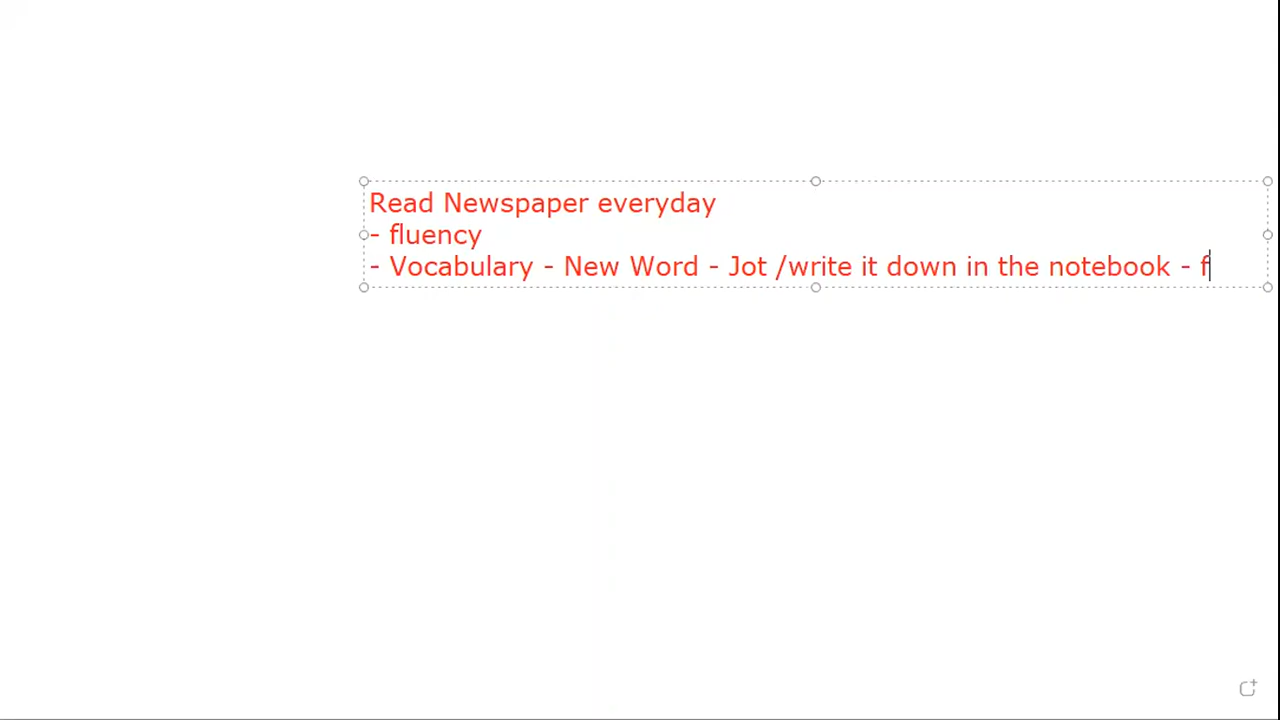 Read Newspaper everyday
- fluency
- Vocabulary - New Word - Jot /write it down in the notebook - f